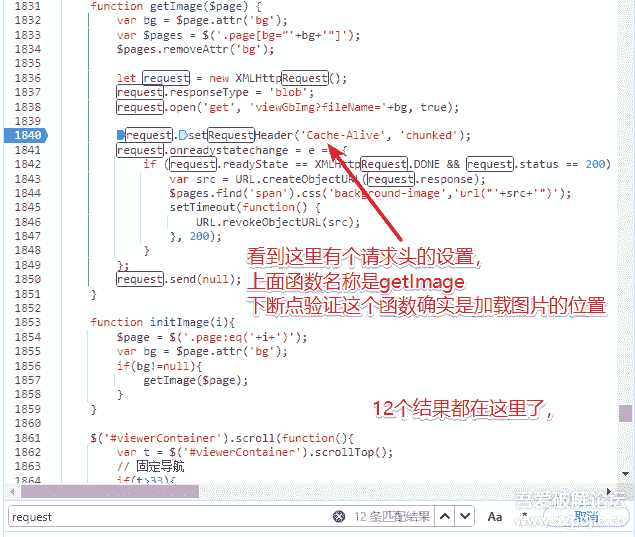 1831 function getImage($page) {
1832 var bg = $page.attr('bg');
1833 var $pages = $('.page[bg="'+bg+'"]');
1834 $pages.removeAttr('bg');
1835
1836 let request = new XMLHttpRequest();
1837 request.responseType = 'blob';
1838 request.open('get', 'viewGbImg?fileName='+bg, true);
1839
1840 request.setRequestHeader('Cache-Alive', 'chunked');
1841 request.onreadystatechange = e = {
1842 if (request.readyState == XMLHttpRequest.DONE && request.status == 200)
1843 var src = URL.createObjectURL(request.response);
1844 $pages.find('span').css('background-image','url("'+src+'")');
1845 setTimeout(function() {
1846 URL.revokeObjectURL(src);
1847 }, 200);
1848 }
1849 };
1850 request.send(null);
1851 }
1852
1853 function initImage(i){
1854 $page = $('.page:eq('+i+')');
1855 var bg = $page.attr('bg');
1856 if(bg!=null){
1857 getImage($page);
1858 }
1859 }
1860
1861 $('#viewerContainer').scroll(function(){
1862 var t = $('#viewerContainer').scrollTop();
1863 // 固定导航
1864 if(t>33){
看到这里有个请求头的设置,
上面函数名称是getImage
下断点验证这个函数确实是加载图片的位置
12个结果都在这里了,
request
12 条匹配结果
Aa
.*
取消
吾爱破解论坛
www.52pojie.cn